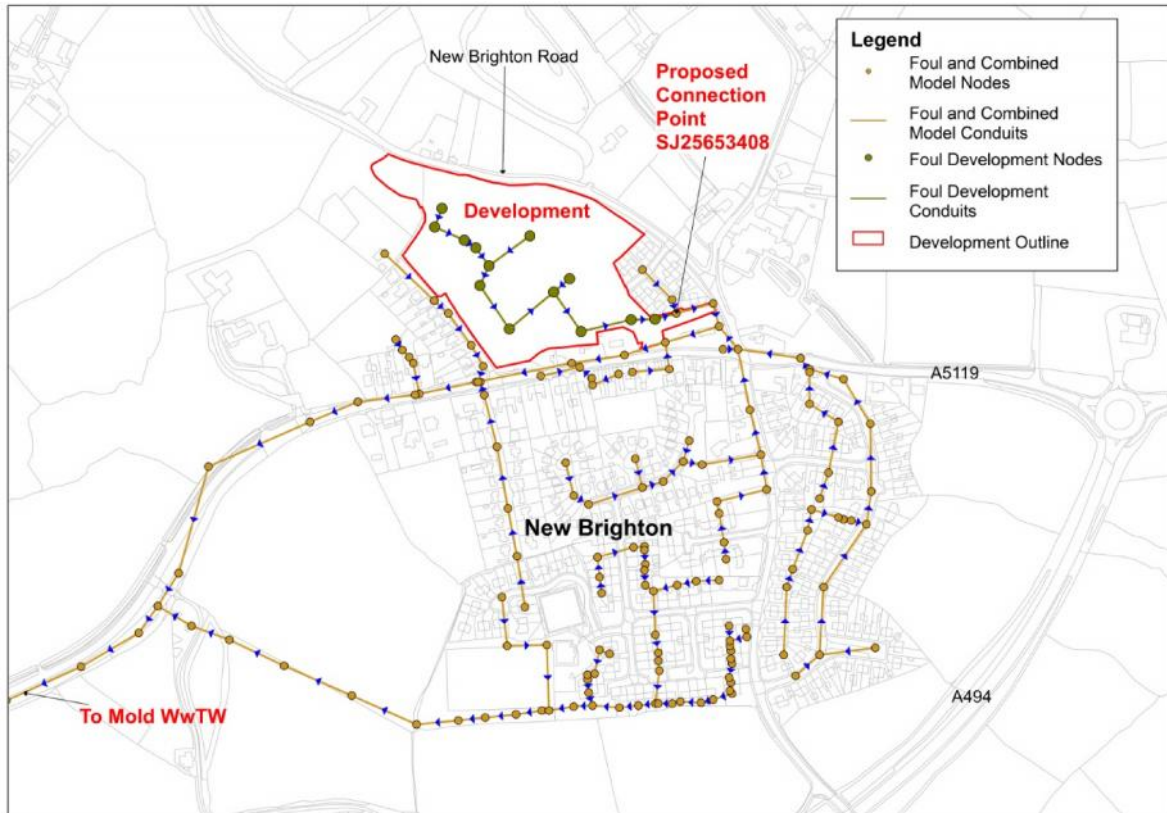 New Brighton Road
Proposed
Connection
Point
SJ25653408
Development
Legend
Foul and Combined
Model Nodes
Foul and Combined
Model Conduits
Foul Development Nodes
Foul Development
Conduits
Development Outline
A5119
New Brighton
A494
To Mold WwTW